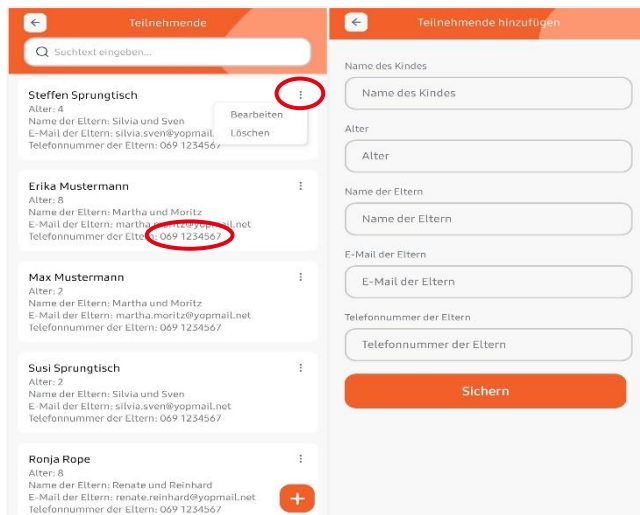 Teilnehmende
Suchtext eingeben...
Steffen Sprungtisch
Alter: 4
Name der Eltern: Silvia und Sven
E-Mail der Eltern: silvia.sven@yopmail.
Telefonnummer der Eltern: 069 1234567
Bearbeiten
Löschen
Erika Mustermann
Alter: 8
Name der Eltern: Martha und Moritz
E-Mail der Eltern: martha.moritz@yopmail.net
Telefonnummer der Eltern: 069 1234567
Max Mustermann
Alter: 2
Name der Eltern: Martha und Moritz
E-Mail der Eltern: martha.moritz@yopmail.net
Telefonnummer der Eltern: 069 1234567
Susi Sprungtisch
Alter: 2
Name der Eltern: Silvia und Sven
E-Mail der Eltern: silvia.sven@yopmail.net
Telefonnummer der Eltern: 069 1234567
Ronja Rope
Alter: 8
Name der Eltern: Renate und Reinhard
E-Mail der Eltern: renate.reinhard@yopmail.net
Telefonnummer der Eltern: 069 1234567
Teilnehmende hinzufügen
Name des Kindes
Name des Kindes
Alter
Alter
Name der Eltern
Name der Eltern
E-Mail der Eltern
E-Mail der Eltern
Telefonnummer der Eltern
Telefonnummer der Eltern
Sichern